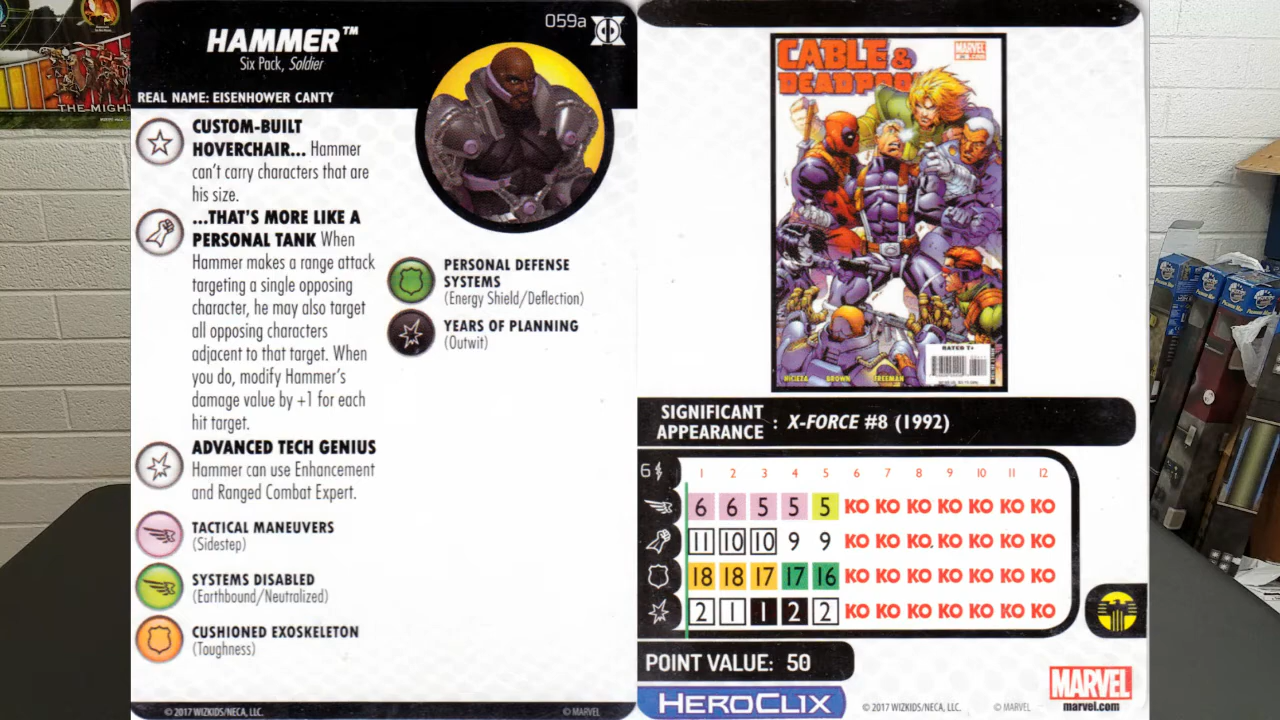 THE MIGH
HAMMER™
059a
Six Pack, Soldier
REAL NAME: EISENHOWER CANTY
CUSTOM-BUILT
HOVERCHAIR... Hammer
can't carry characters that are
his size.
...THAT'S MORE LIKE A
PERSONAL TANK When
Hammer makes a range attack
targeting a single opposing
character, he may also target
all opposing characters
adjacent to that target. When
you do, modify Hammer's
damage value by +1 for each
hit target.
ADVANCED TECH GENIUS
Hammer can use Enhancement
and Ranged Combat Expert.
TACTICAL MANEUVERS
(Sidestep)
SYSTEMS DISABLED
(Earthbound/Neutralized)
CUSHIONED EXOSKELETON
(Toughness)
PERSONAL DEFENSE
SYSTEMS
(Energy Shield/Deflection)
YEARS OF PLANNING
(Outwit)
© 2017 WIZKIDS/NECA, LLC.
© MARVEL
CABLE &
DEADPOO
MARVEL
RATED T+
NICIEZA BROWN FREEMAN
SIGNIFICANT
APPEARANCE : X-FORCE #8 (1992)
6 1 2 3 4 5 6 7 8 9 10 11 12
6 6 5 5 5 KO KO KO KO KO KO KO
11 10 10 9 9 KO KO KO KO KO KO KO
18 18 17 17 16 KO KO KO KO KO KO KO
2 1 1 2 2 KO KO KO KO KO KO KO
POINT VALUE: 50
HEROCLIX
© 2017 WIZKIDS/NECA, LLC.
© MARVEL
MARVEL
marvel.com